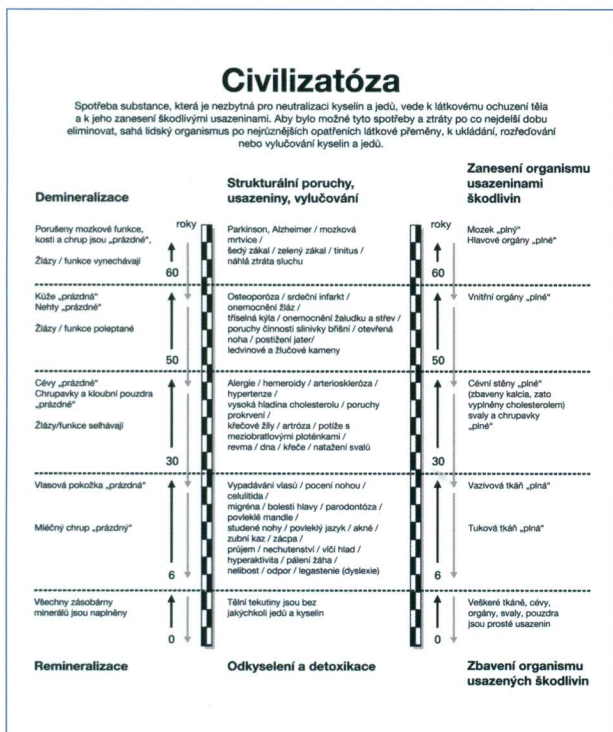 Civilizatóza
Spotřeba substance, která je nezbytná pro neutralizaci kyselin a jedů, vede k látkovému ochuzení těla
a k jeho zanesení škodlivými usazeninami. Aby bylo možné tyto spotřeby a ztráty po co nejdelší dobu
eliminovat, sahá lidský organismus po nejrůznějších opatřeních látkové přeměny, k ukládání, rozřeďování
nebo vylučování kyselin a jedů.
Demineralizace
Strukturální poruchy,
usazeniny, vylučování
Zanesení organismu
usazeninami
škodlivin
Porušeny mozkové funkce,
kosti a chrup jsou „prázdné“,
Žlázy / funkce vynechávají
roky
60
Parkinson, Alzheimer / mozková
mrtvice /
šedý zákal / zelený zákal / tinitus /
náhlá ztráta sluchu
roky
60
Mozek „plný“
Hlavové orgány „plné“
Kůže „prázdná“
Nehty „prázdné“
Žlázy / funkce poleptané
50
Osteoporóza / srdeční infarkt /
onemocnění žláz /
tříselná kýla / onemocnění žaludku a střev /
poruchy činnosti slinivky břišní / otevřená
noha / postižení jater/
ledvinové a žlučové kameny
50
Vnitřní orgány „plné“
Cévy „prázdné“
Chrupavky a kloubní pouzdra
„prázdné“
Žlázy/funkce selhávají
30
Alergie / hemeroidy / arterioskleróza /
hypertenze /
vysoká hladina cholesterolu / poruchy
prokrvení /
křečové žíly / artróza / potíže s
meziobratlovými ploténkami /
revma / dna / křeče / natažení svalů
30
Cévní stěny „plné“
(zbaveny kalcia, zato
vyplněny cholesterolem)
svaly a chrupavky
„plné“
Vlasová pokožka „prázdná“
Mléčný chrup „prázdný“
6
Vypadávání vlasů / pocení nohou /
celulitida /
migréna / bolesti hlavy / parodontóza /
povleklé mandle /
studené nohy / povleklý jazyk / akné /
zubní kaz / zácpa /
průjem / nechutenství / vlčí hlad /
hyperaktivita / pálení žáha /
nelibost / odpor / legastenie (dyslexie)
6
Vazivová tkáň „plná“
Tuková tkáň „plná“
Všechny zásobárny
minerálů jsou naplněny
0
Tělní tekutiny jsou bez
jakýchkoli jedů a kyselin
0
Veškeré tkáně, cévy,
orgány, svaly, pouzdra
jsou prosté usazenin
Remineralizace
Odkyselení a detoxikace
Zbavení organismu
usazených škodlivin